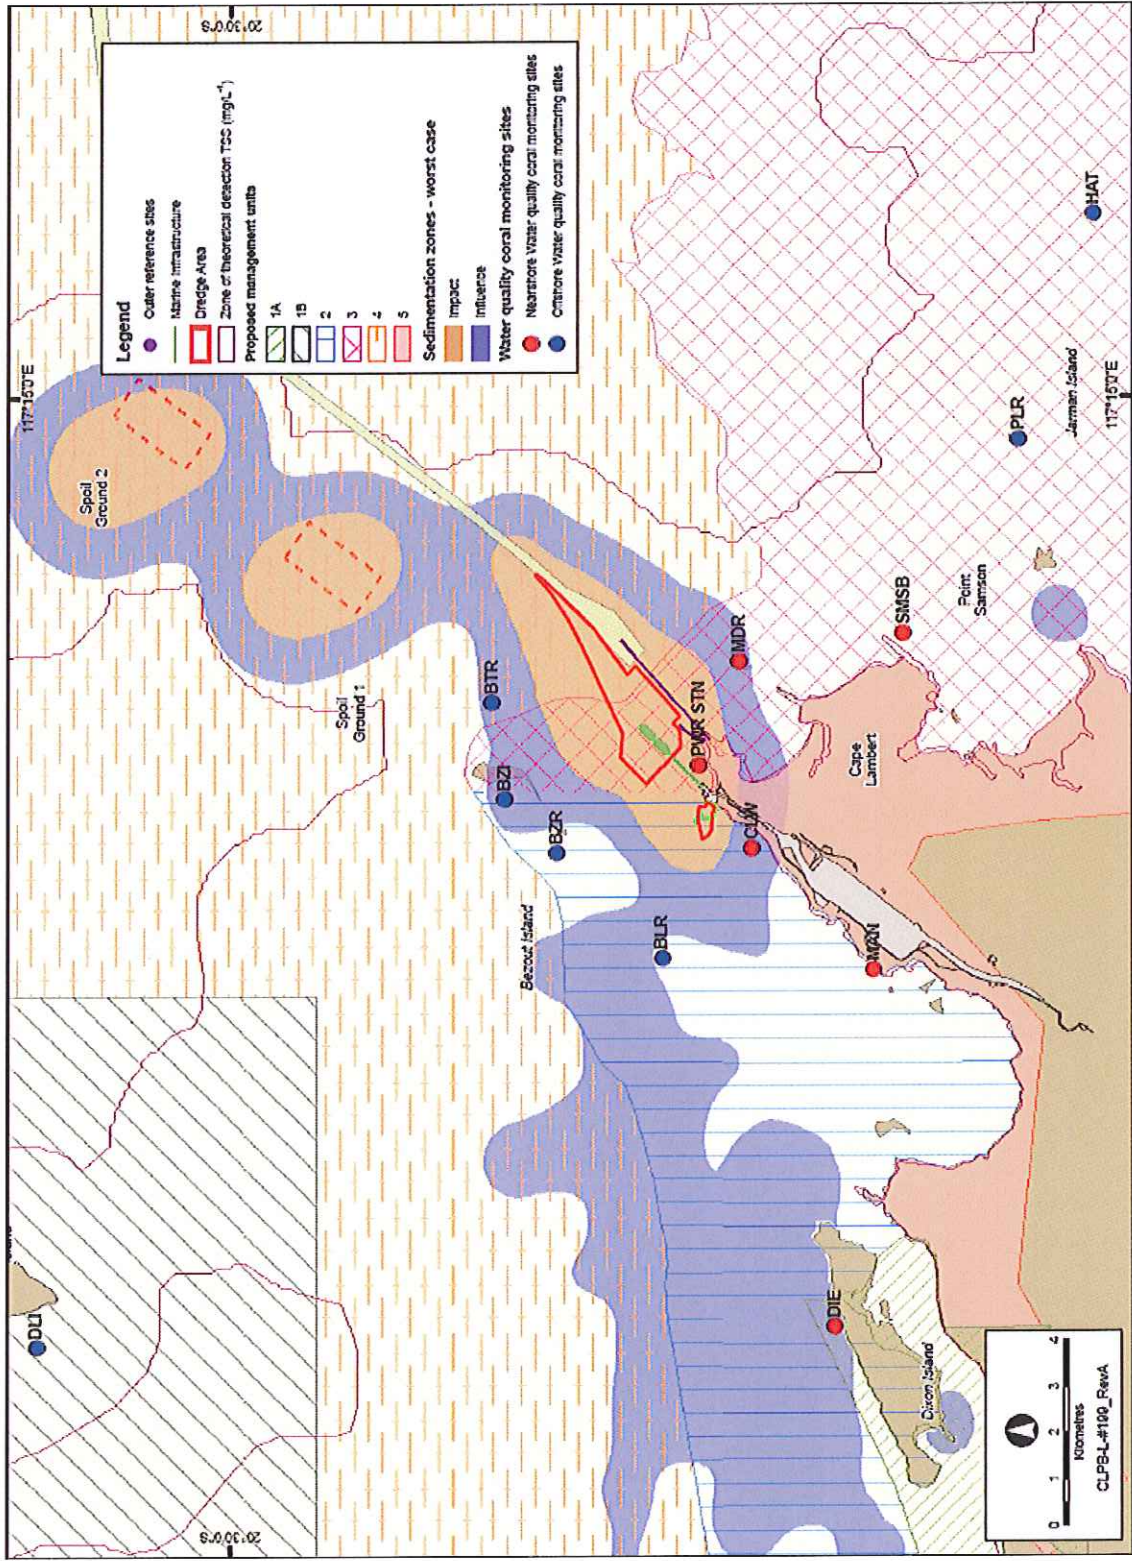 117°15'0"E
20°30'0"S
20°30'0"S
117°15'0"E
Legend
Outer reference sites
Marine Infrastructure
Dredge Area
Zone of theoretical detection TSS (mgL-1)
Proposed management units
1A
1B
2
3
4
5
Sedimentation zones - worst case
Impact
Influence
Water quality coral monitoring sites
Nearshore Water quality coral monitoring sites
Offshore Water quality coral monitoring sites
DLI
Spoil
Ground 2
Spoil
Ground 1
BTR
BZI
BZR
Bezout Island
BLR
PWR STN
MDR
CLW
MAN
SMSB
Cape
Lambert
Point
Samson
PLR
Jarman Island
HAT
DIE
Dixon Island
0 1 2 3 4
Kilometres
CLPB-L-#199_RevA